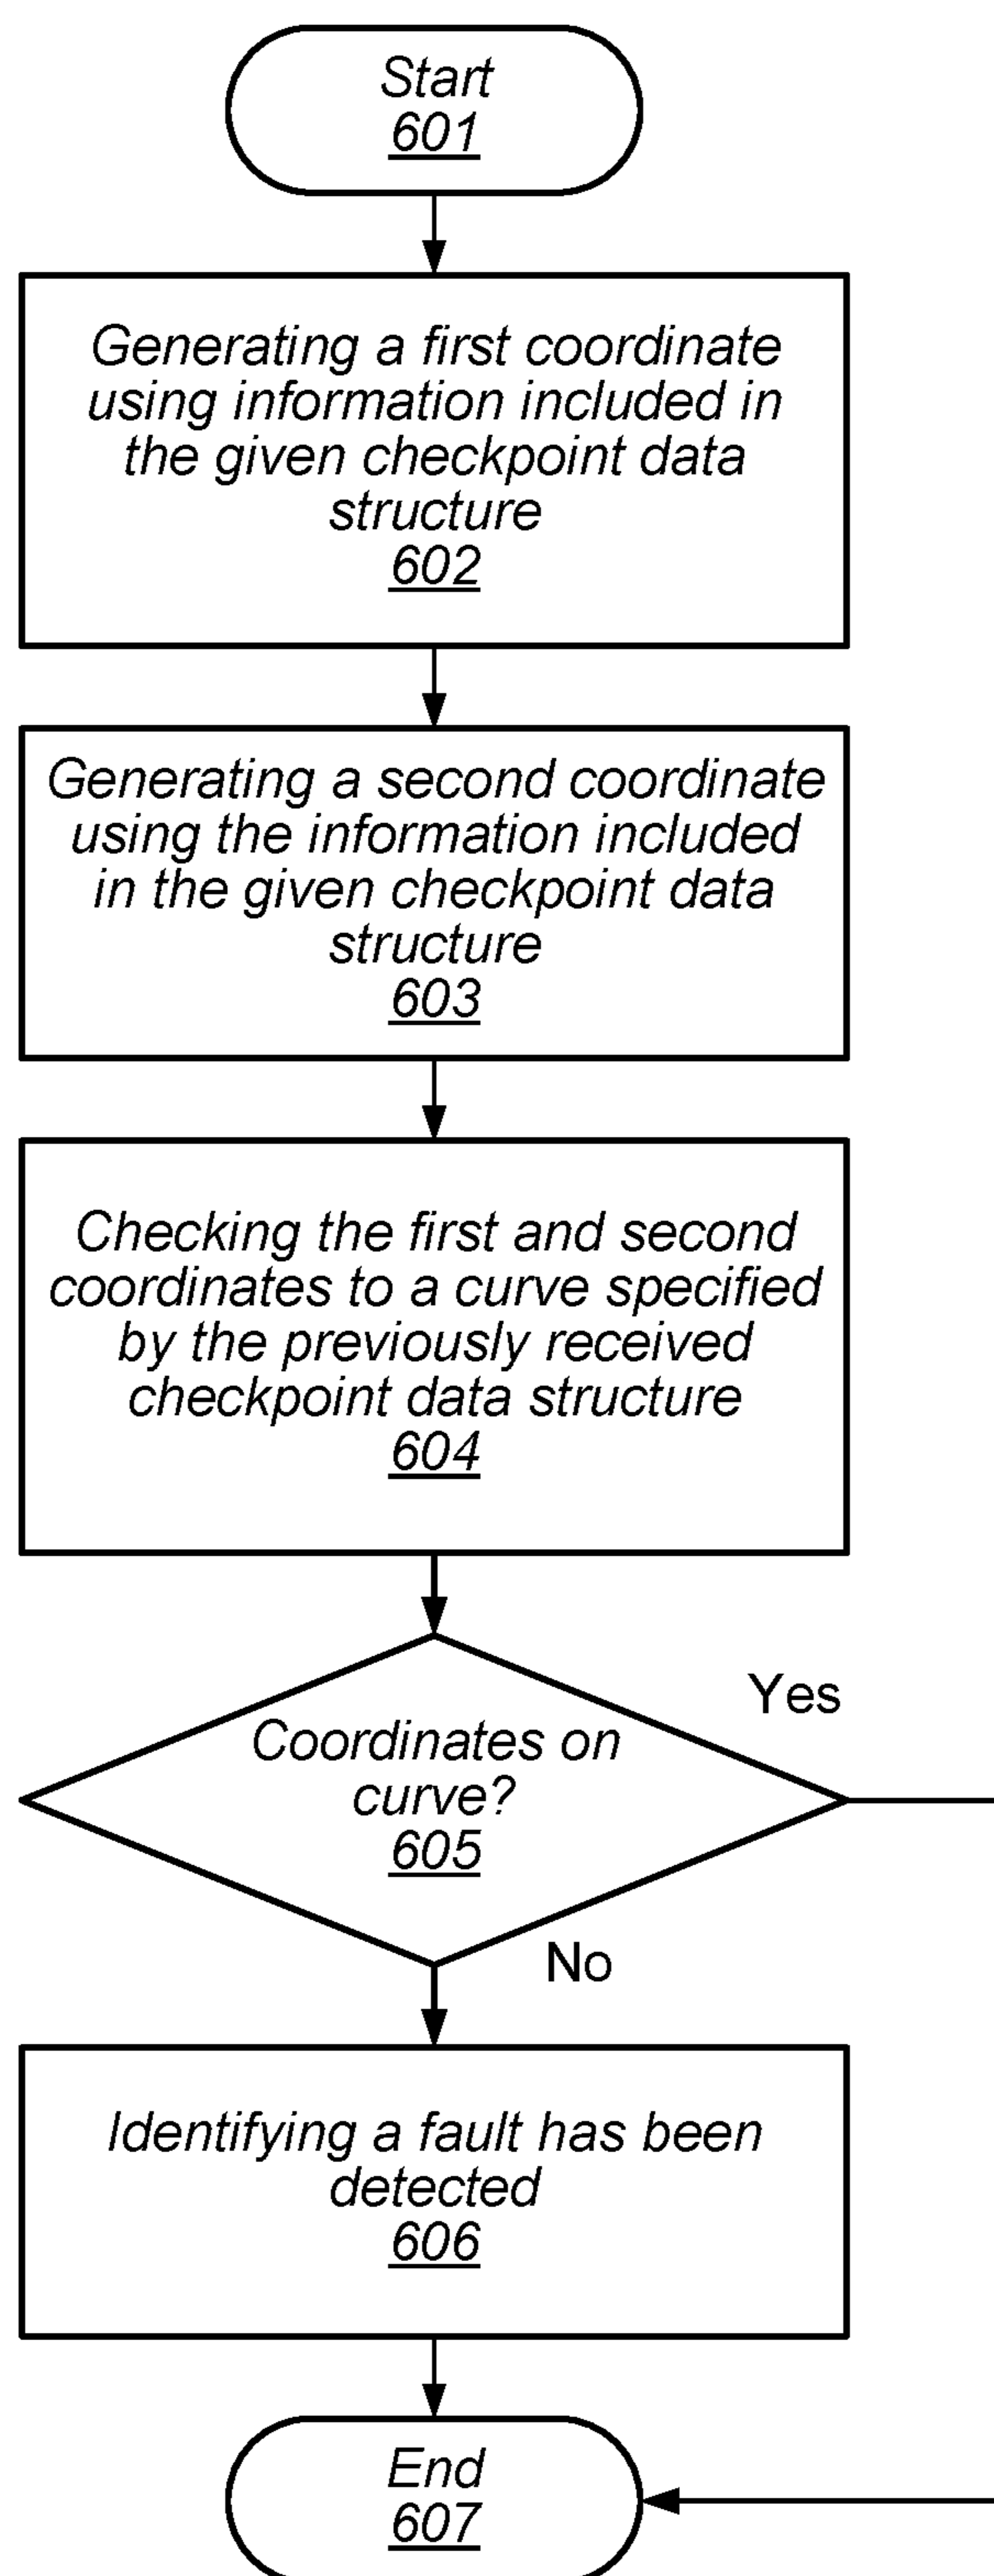 Start
601
Generating a first coordinate
using information included in
the given checkpoint data
structure
602
Generating a second coordinate
using the information included
in the given checkpoint data
structure
603
Checking the first and second
coordinates to a curve specified
by the previously received
checkpoint data structure
604
Yes
Coordinates on
curve?
605
No
Identifying a fault has been
detected
606
End
607